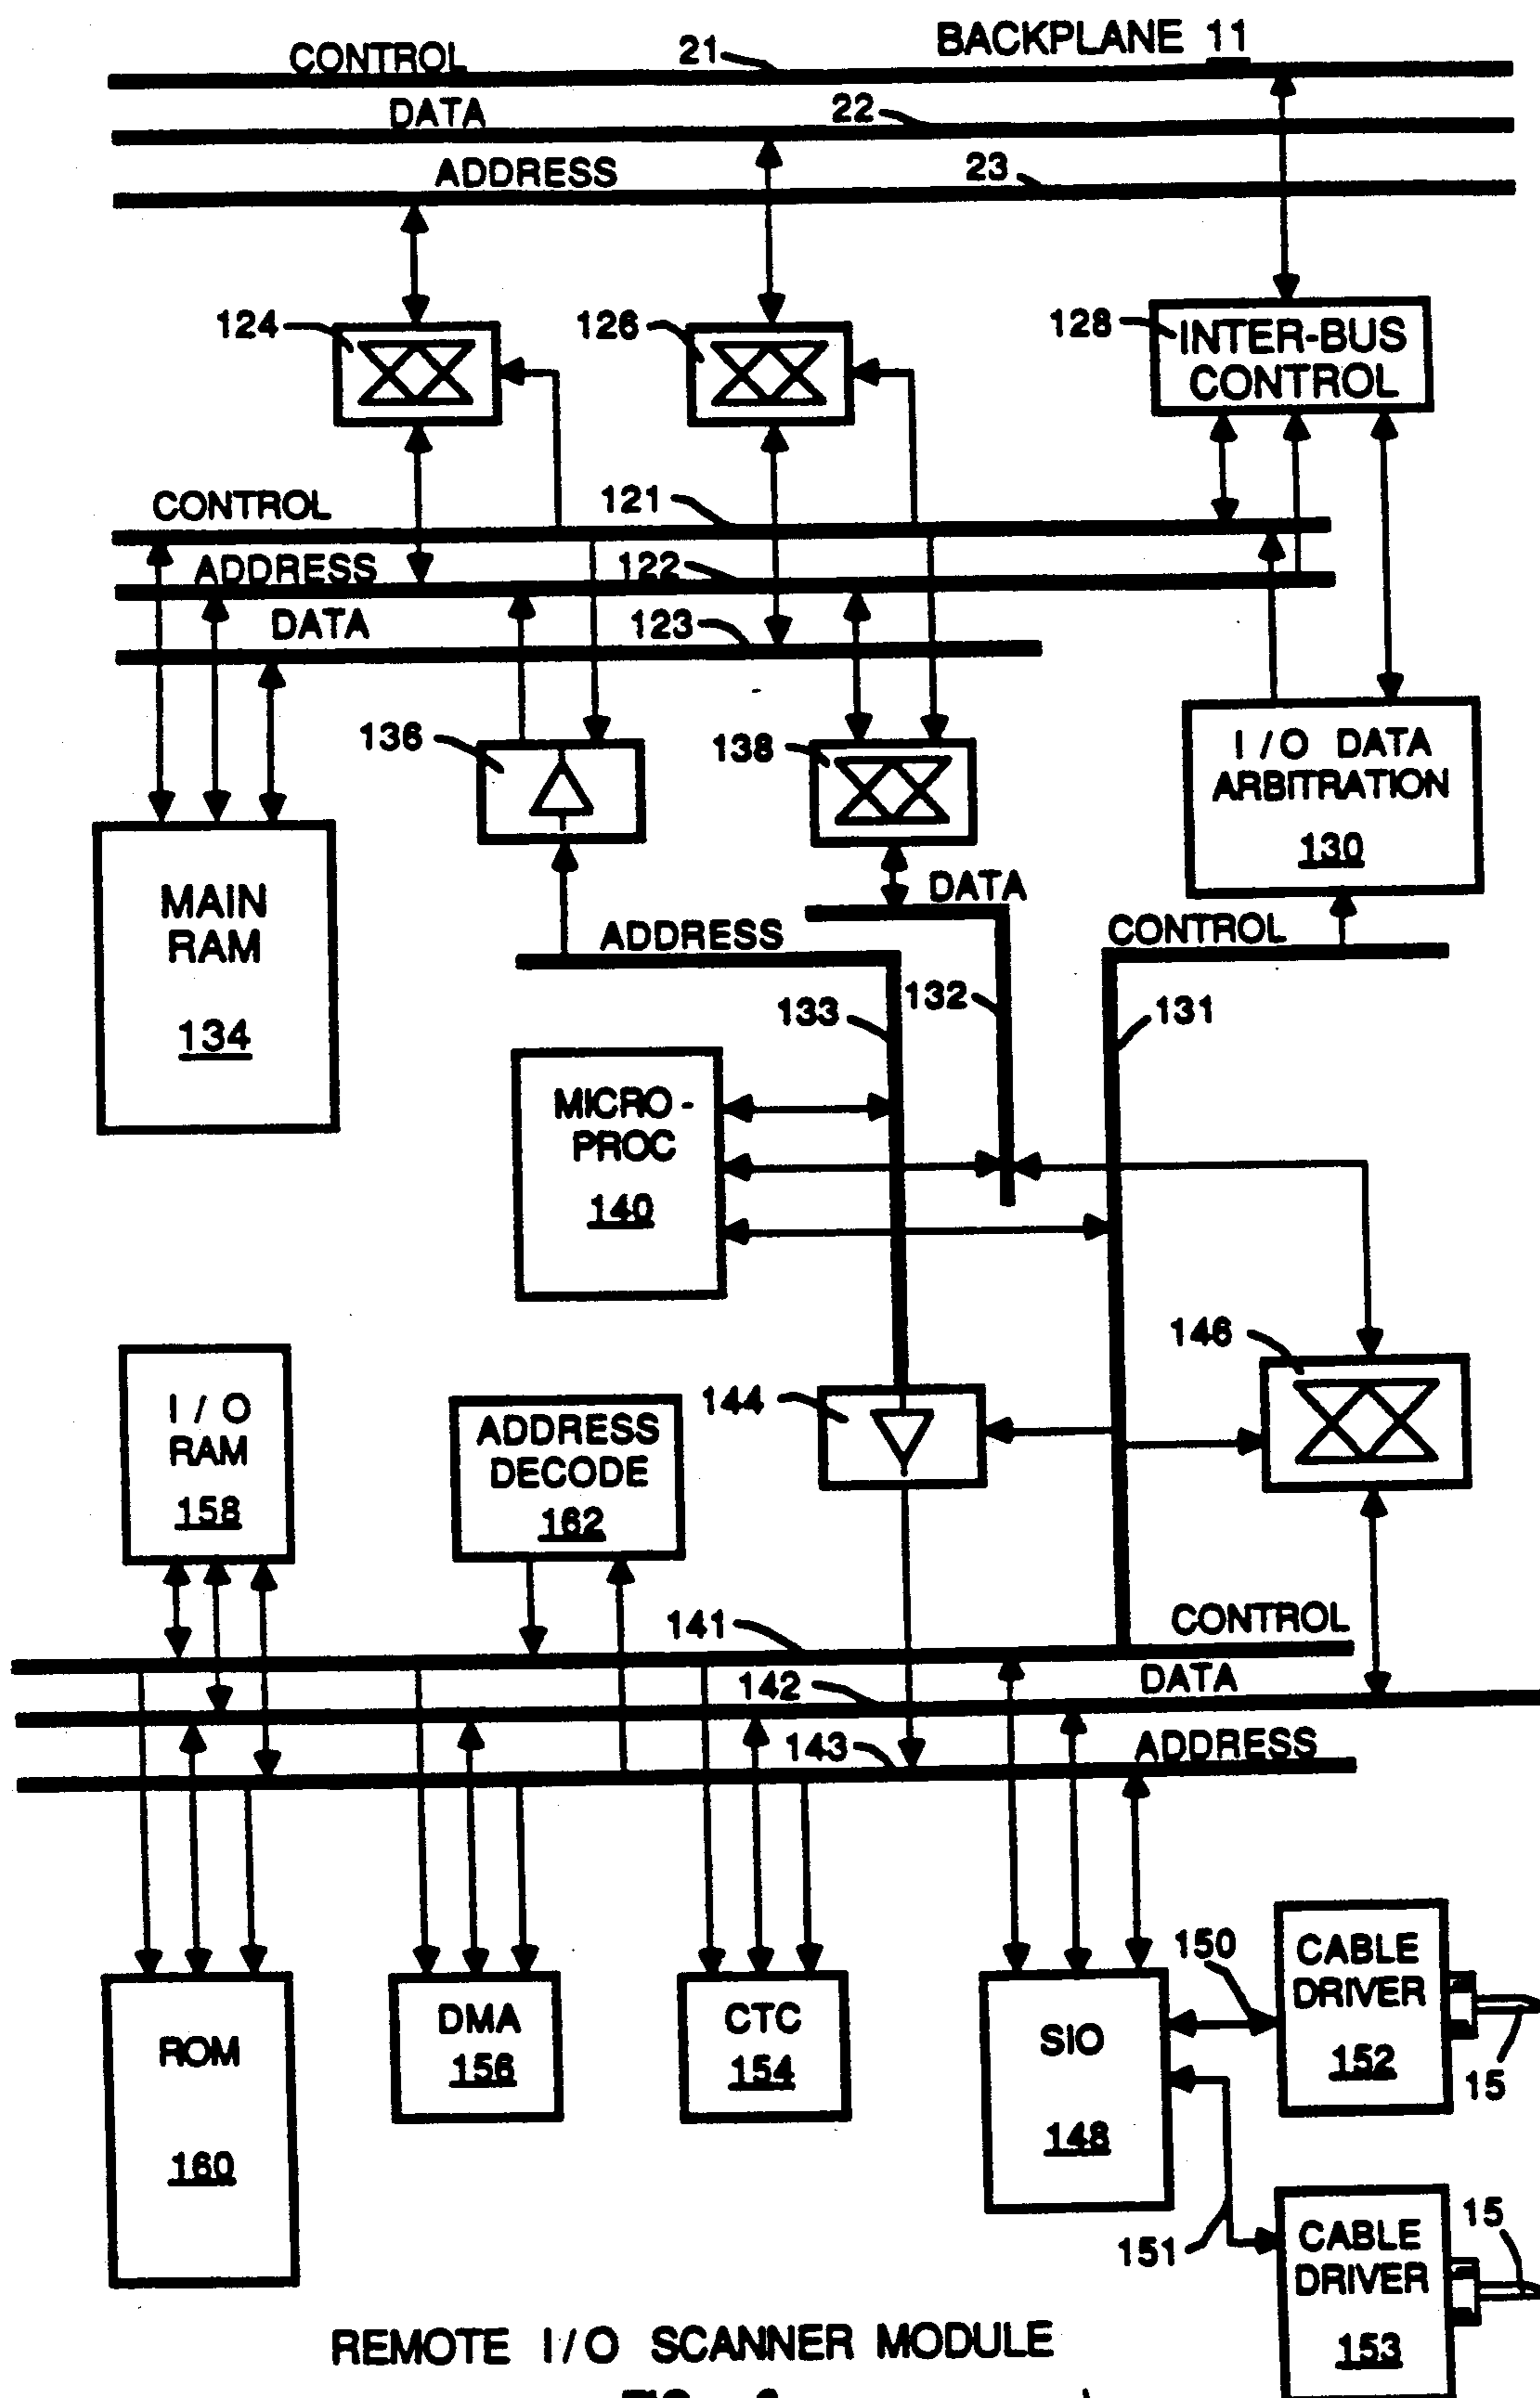 BACKPLANE 11
CONTROL 21
DATA 22
ADDRESS 23
124
126
128
INTER-BUS
CONTROL
CONTROL 121
ADDRESS 122
DATA 123
136
138
I/O DATA
ARBITRATION
130
MAIN
RAM
134
DATA
ADDRESS
CONTROL
133
132
131
MICRO-
PROC
140
146
I/O
RAM
158
ADDRESS
DECODE
162
144
141
CONTROL
142
DATA
143
ADDRESS
ROM
160
DMA
156
CTC
154
SIO
148
150
CABLE
DRIVER
152
15
151
CABLE
DRIVER
153
15
REMOTE I/O SCANNER MODULE